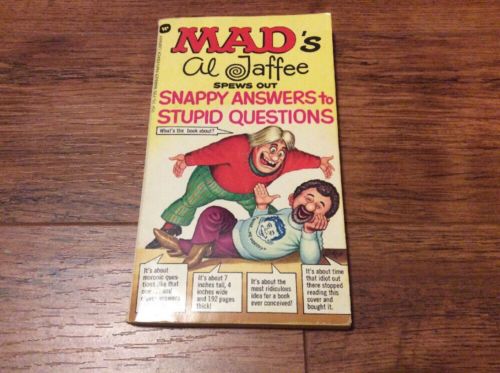 MAD's
Al Jaffee
SPEWS OUT
SNAPPY ANSWERS to
STUPID QUESTIONS
What's the book about?
It's about
moronic ques-
tions like that
one . . . and
answers
It's about 7
inches tall, 4
inches wide
and 192 pages
thick!
It's about the
most ridiculous
idea for a book
ever conceived!
It's about time
that idiot out
there stopped
reading this
cover and
bought it.